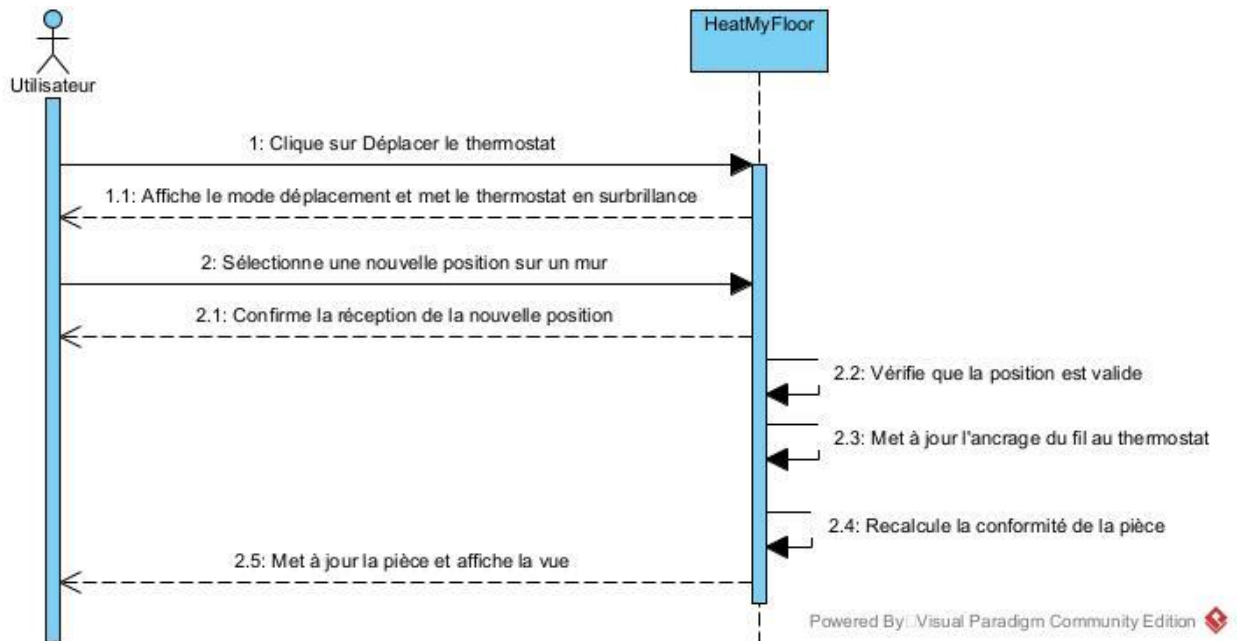 HeatMyFloor
Utilisateur
1: Clique sur Déplacer le thermostat
1.1: Affiche le mode déplacement et met le thermostat en surbrillance
2: Sélectionne une nouvelle position sur un mur
2.1: Confirme la réception de la nouvelle position
2.2: Vérifie que la position est valide
2.3: Met à jour l'ancrage du fil au thermostat
2.4: Recalcule la conformité de la pièce
2.5: Met à jour la pièce et affiche la vue
Powered By Visual Paradigm Community Edition